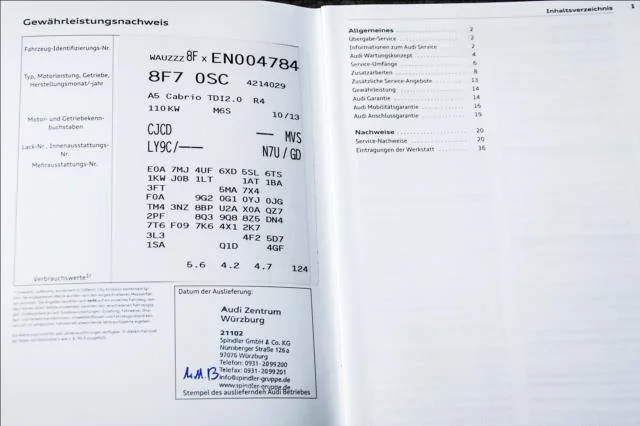 Gewährleistungsnachweis
Fahrzeug-Identifizierungs-Nr.
WAUZZZ 8F X EN004784
Typ, Motorleistung, Getriebe,
Herstellungsmonat/-jahr
8F7 0SC 4214029
A5 Cabrio TDI2.0 R4
110KW M6S 10/13
Motor- und Getriebekenn-
buchstaben
CJCD — MVS
Lack-Nr., Innenausstattungs-
Nr.
LY9C/—— N7U/GD
Mehrausstattungs-Nr.
E0A 7MJ 4UF 6XD 5SL 6TS
1KW J0B 1LT 1AT 1BA
3FT 5MA 7X4
F0A 9G2 0G1 0YJ 0JG
TM4 3NZ 8BP U2A X0A QZ7
2PF 8Q3 9Q8 8Z5 DN4
7T6 F09 7K6 4X1 2K7
3L3 4F2 5D7
1SA Q1D 4GF
5.6 4.2 4.7 124
Verbrauchswerte
Datum der Auslieferung:
Audi Zentrum
Würzburg
21102
Spindler GmbH & Co. KG
Nürnberger Straße 126a
97076 Würzburg
Telefon: 0931-2099200
Telefax: 0931-2099201
info@spindler-gruppe.de
www.spindler-gruppe.de
Stempel des ausliefernden Audi Betriebes
Inhaltsverzeichnis 1
Allgemeines 2
Übergabe-Service 2
Informationen zum Audi Service 2
Audi Wartungskonzept 4
Service-Umfänge 6
Zusatzarbeiten 8
Zusätzliche Service-Angebote 13
Gewährleistung 14
Audi Garantie 14
Audi Mobilitätsgarantie 16
Audi Anschlussgarantie 19
Nachweise 20
Service-Nachweise 20
Eintragungen der Werkstatt 36